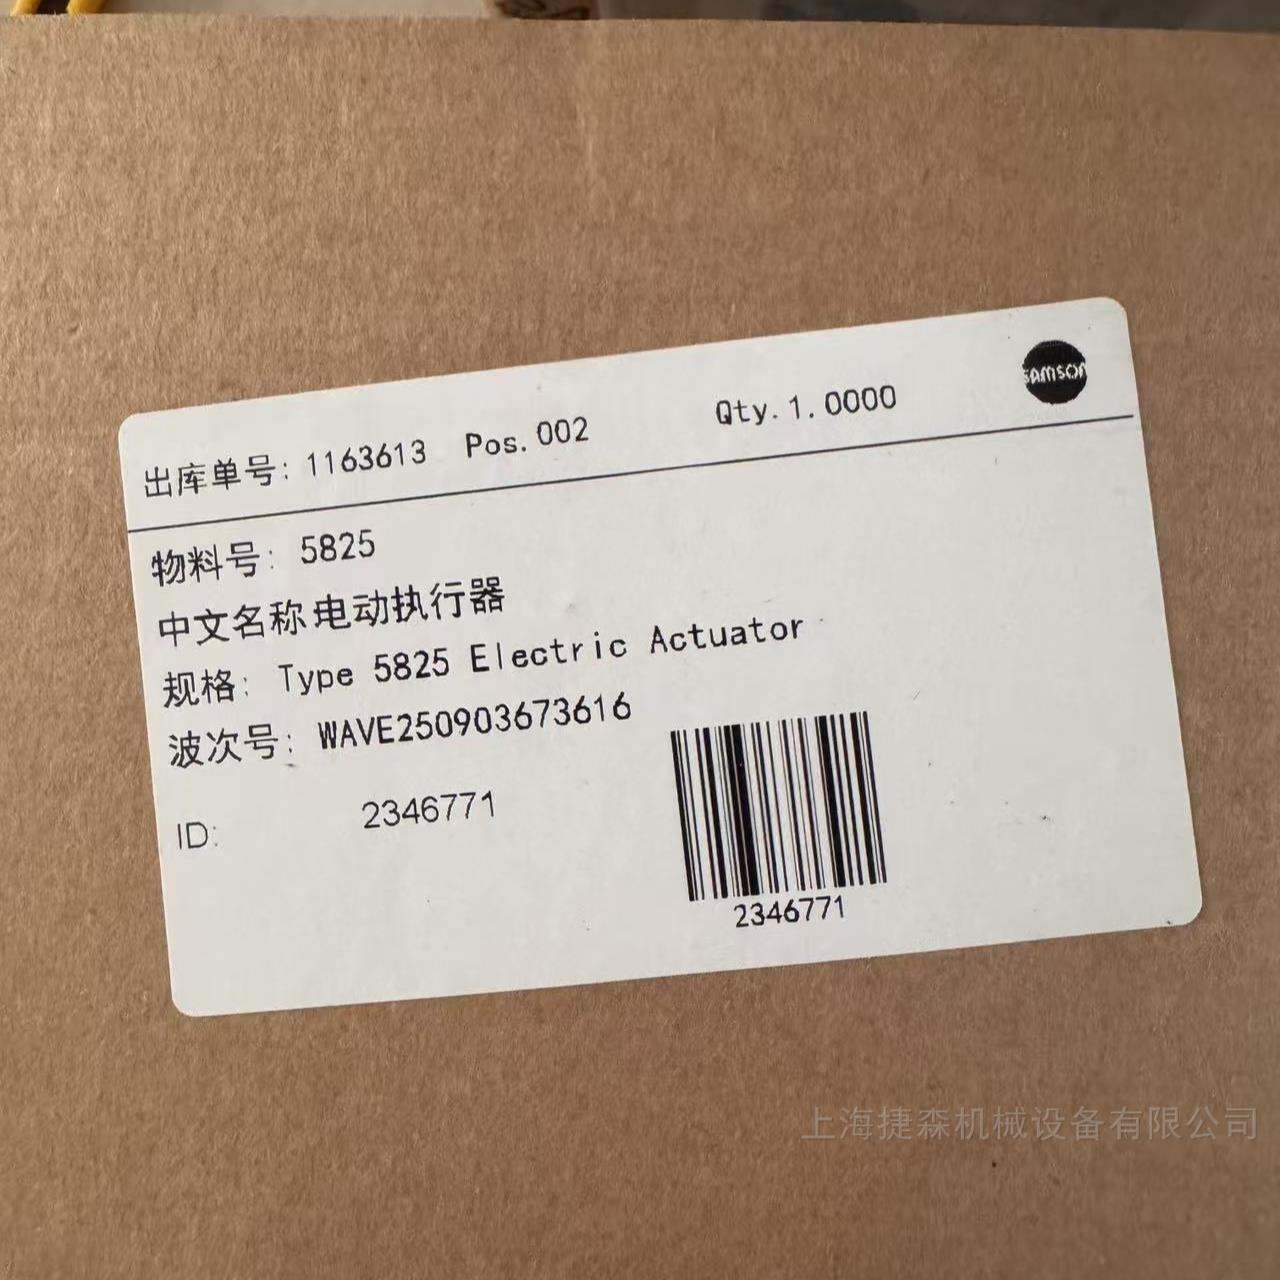 SAMSON
出库单号: 1163613 Pos.002 Qty.1.0000
物料号: 5825
中文名称电动执行器
规格: Type 5825 Electric Actuator
波次号: WAVE250903673616
ID: 2346771
2346771
上海捷森机械设备有限公司